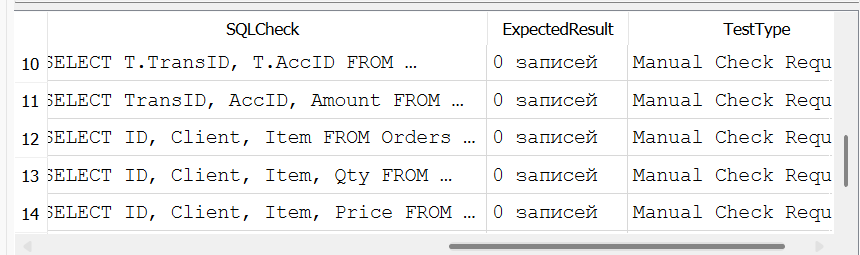 SQLCheck ExpectedResult TestType
10 SELECT T.TransID, T.AccID FROM … 0 записей Manual Check Requ
11 SELECT TransID, AccID, Amount FROM … 0 записей Manual Check Requ
12 SELECT ID, Client, Item FROM Orders … 0 записей Manual Check Requ
13 SELECT ID, Client, Item, Qty FROM … 0 записей Manual Check Requ
14 SELECT ID, Client, Item, Price FROM … 0 записей Manual Check Requ